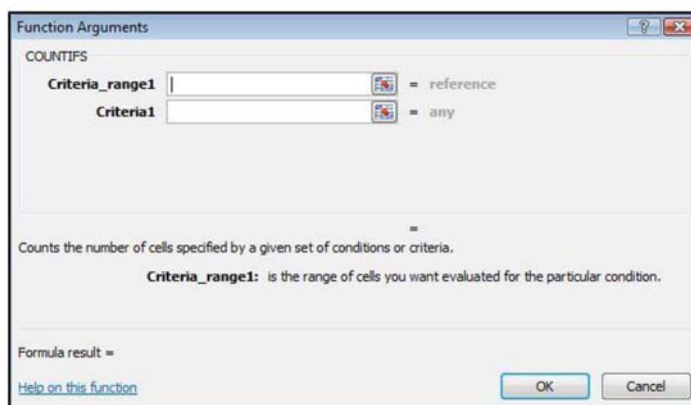 Function Arguments
COUNTIFS
Criteria_range1 = reference
Criteria1 = any
=
Counts the number of cells specified by a given set of conditions or criteria.
Criteria_range1: is the range of cells you want evaluated for the particular condition.
Formula result =
Help on this function
OK Cancel